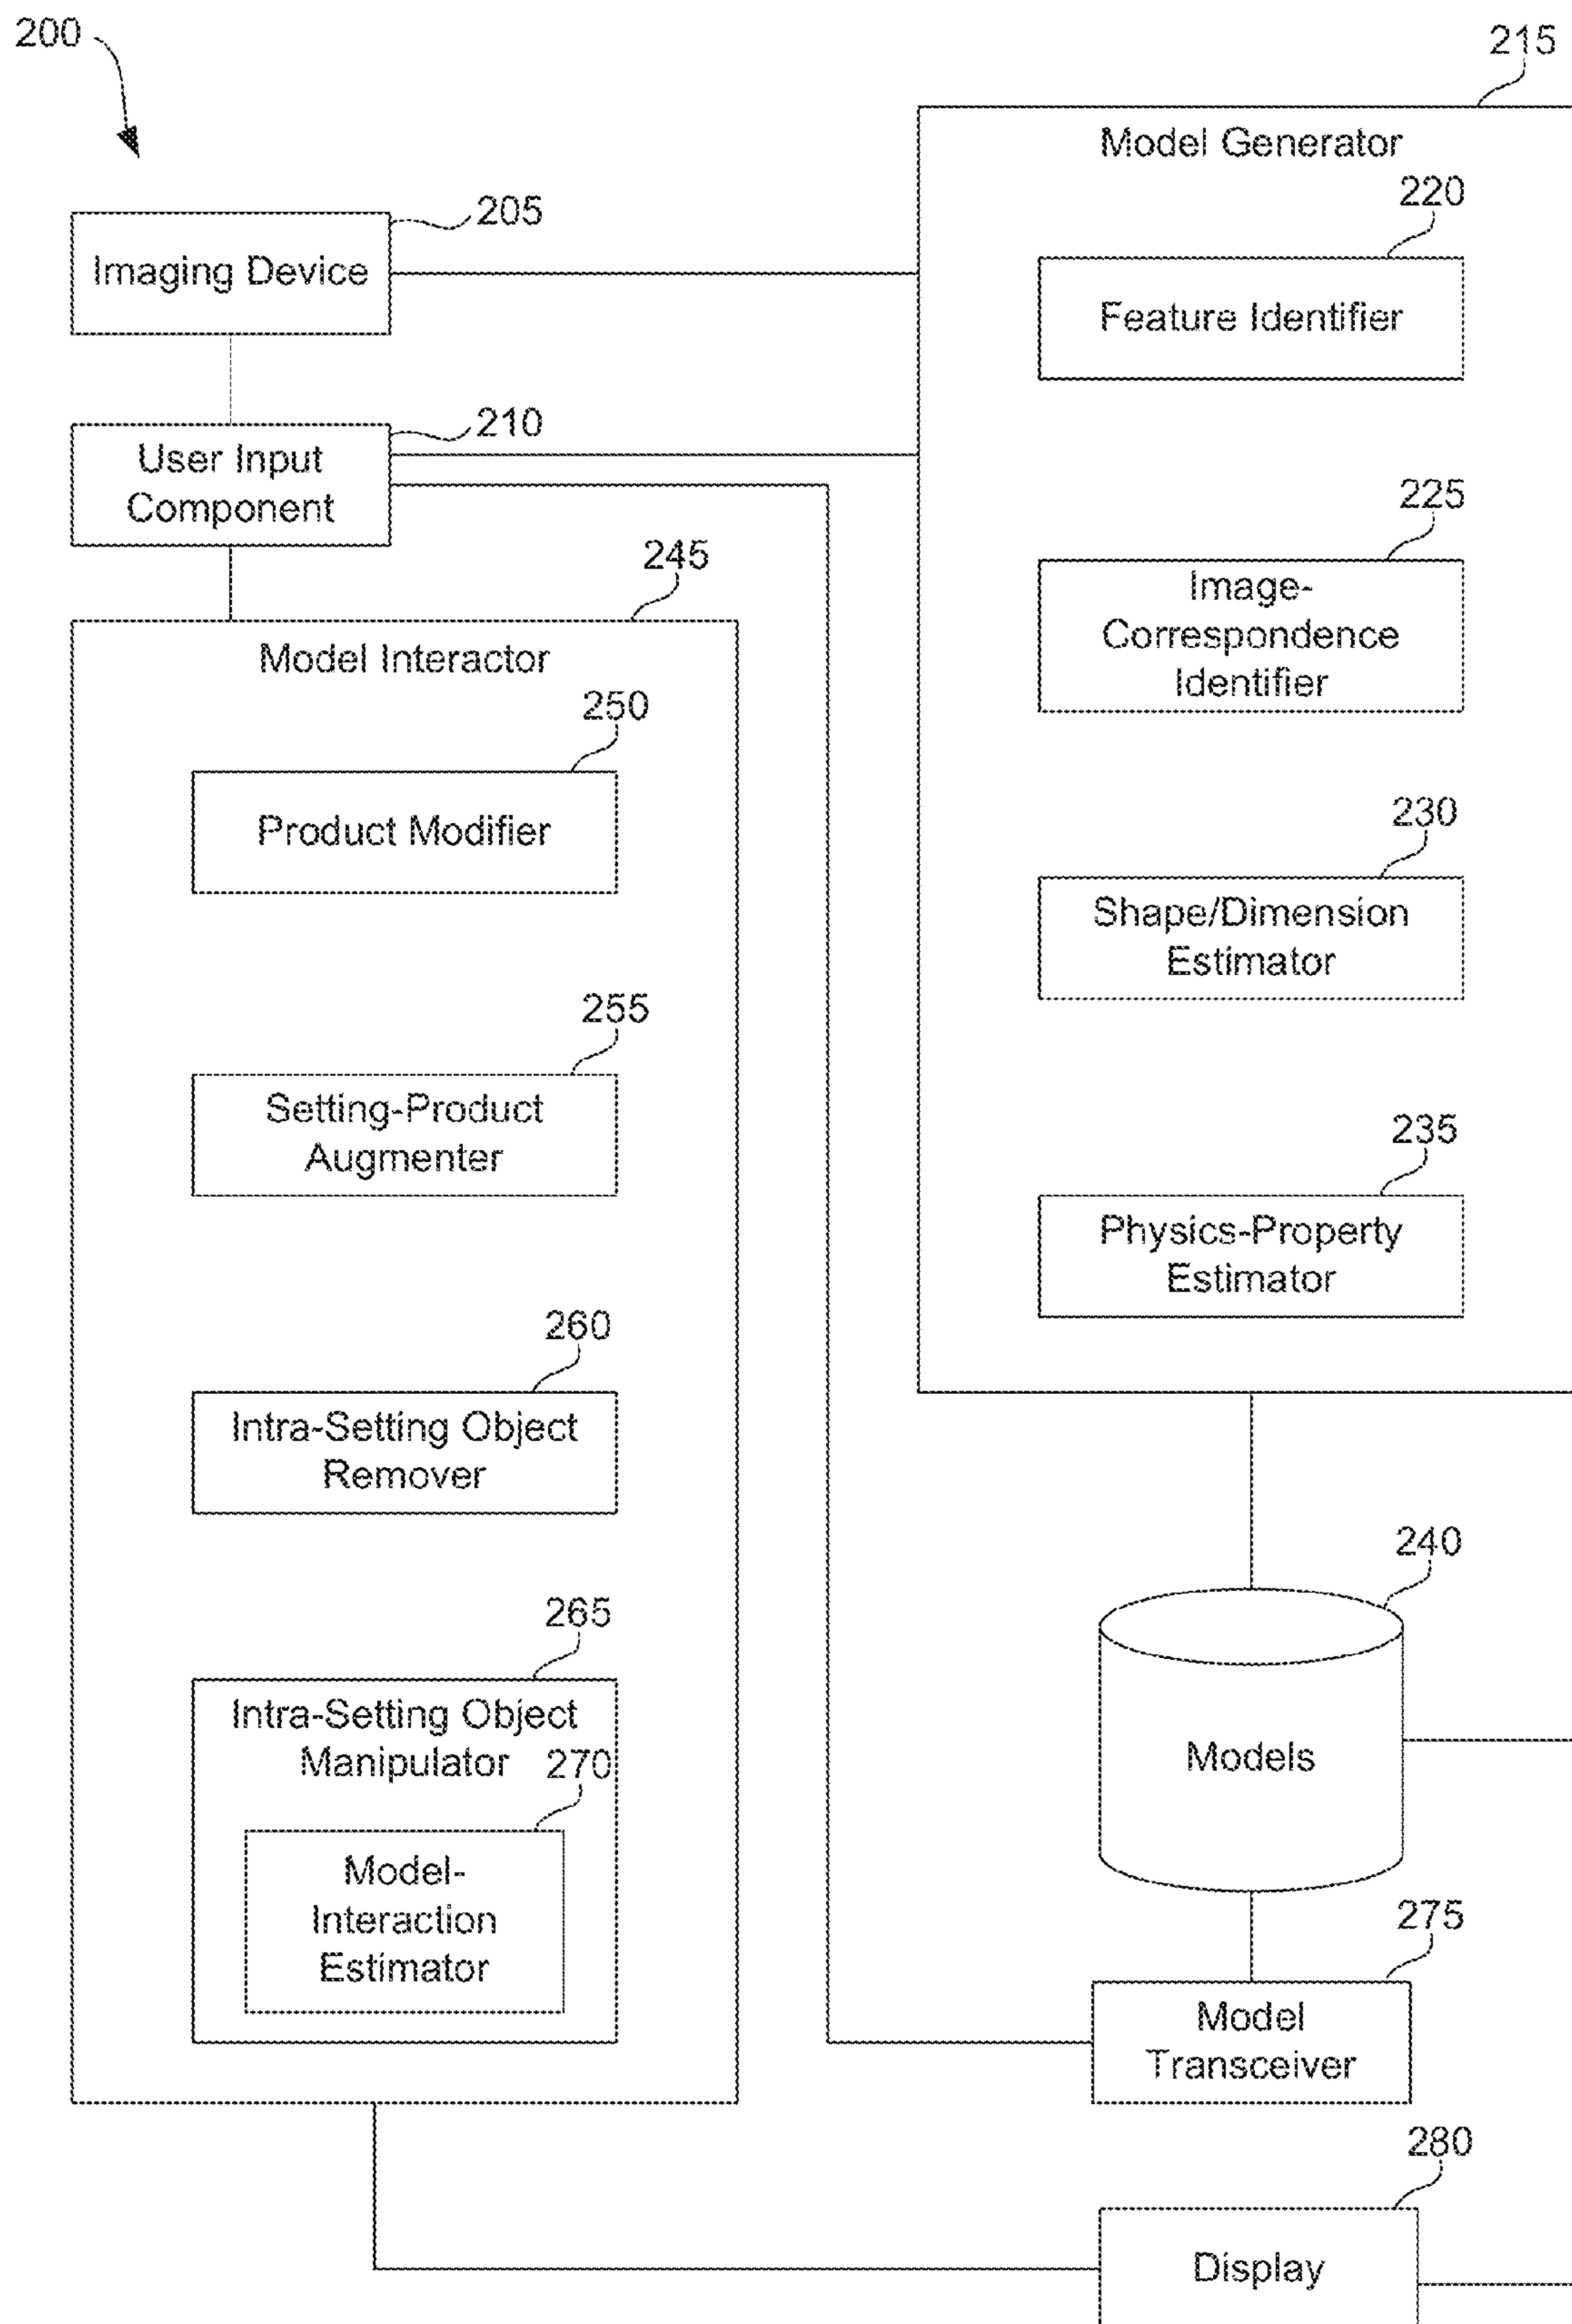 200
215
Model Generator
205
Imaging Device
220
Feature Identifier
210
User Input
Component
225
Image-
Correspondence
Identifier
245
Model Interactor
250
Product Modifier
230
Shape/Dimension
Estimator
255
Setting-Product
Augmenter
235
Physics-Property
Estimator
260
Intra-Setting Object
Remover
240
Models
265
Intra-Setting Object
Manipulator
270
Model-
Interaction
Estimator
275
Model
Transceiver
280
Display